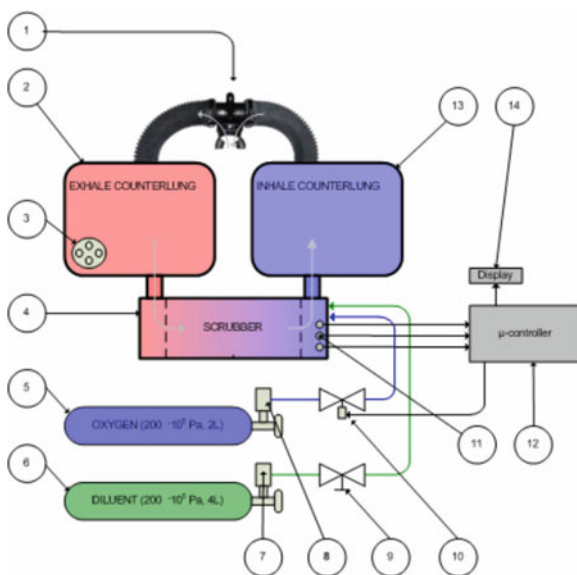 1
2
13
14
EXHALE COUNTERLUNG
INHALE COUNTERLUNG
3
Display
4
SCRUBBER
μ-controller
5
OXYGEN (200 ·10⁵ Pa, 2L)
11
12
6
DILUENT (200 ·10⁵ Pa, 4L)
7
8
9
10